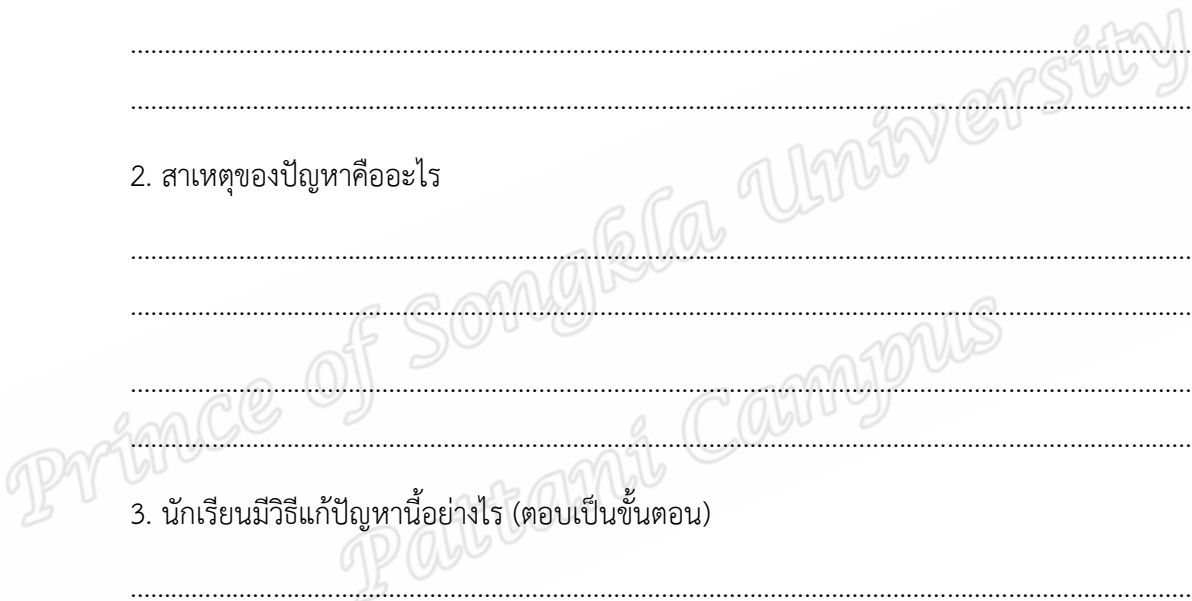 ........................................................................................................................................................
........................................................................................................................................................
2. สาเหตุของปัญหาคืออะไร
........................................................................................................................................................
........................................................................................................................................................
........................................................................................................................................................
........................................................................................................................................................
3. นักเรียนมีวิธีแก้ปัญหานี้อย่างไร (ตอบเป็นขั้นตอน)
........................................................................................................................................................
Prince of Songkla University
Pattani Campus